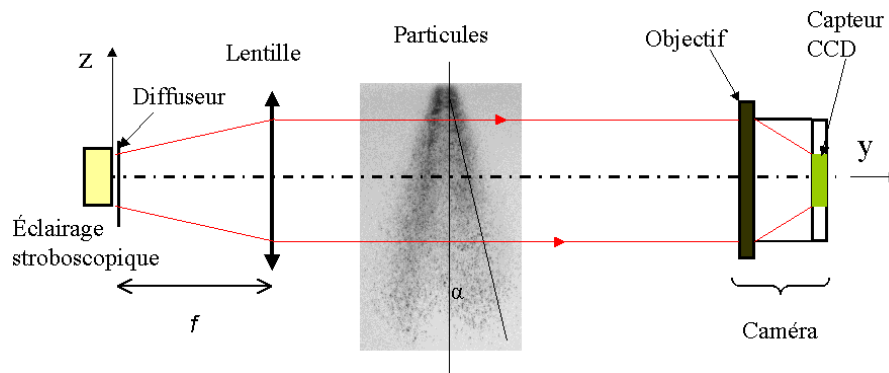 Particules
Objectif
Capteur
CCD
z
Lentille
Diffuseur
y
Éclairage
stroboscopique
α
f
Caméra